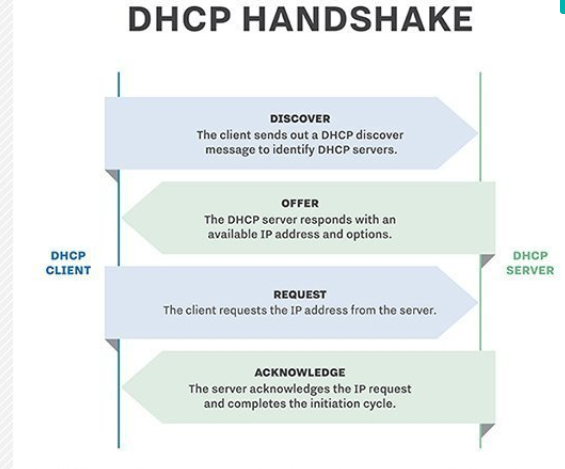 DHCP HANDSHAKE
DISCOVER
The client sends out a DHCP discover
message to identify DHCP servers.
OFFER
The DHCP server responds with an
available IP address and options.
DHCP
CLIENT
DHCP
SERVER
REQUEST
The client requests the IP address from the server.
ACKNOWLEDGE
The server acknowledges the IP request
and completes the initiation cycle.